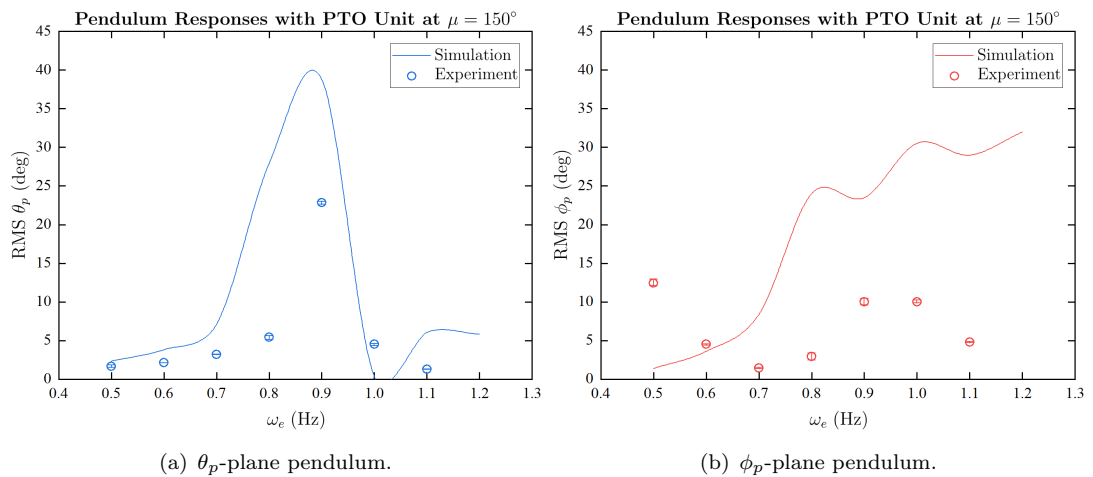 Pendulum Responses with PTO Unit at μ = 150°
Simulation
Experiment
RMS θₚ (deg)
45
40
35
30
25
20
15
10
5
0
0.4 0.5 0.6 0.7 0.8 0.9 1.0 1.1 1.2 1.3
ωₑ (Hz)
(a) θₚ-plane pendulum.
Pendulum Responses with PTO Unit at μ = 150°
Simulation
Experiment
RMS ϕₚ (deg)
45
40
35
30
25
20
15
10
5
0
0.4 0.5 0.6 0.7 0.8 0.9 1.0 1.1 1.2 1.3
ωₑ (Hz)
(b) ϕₚ-plane pendulum.